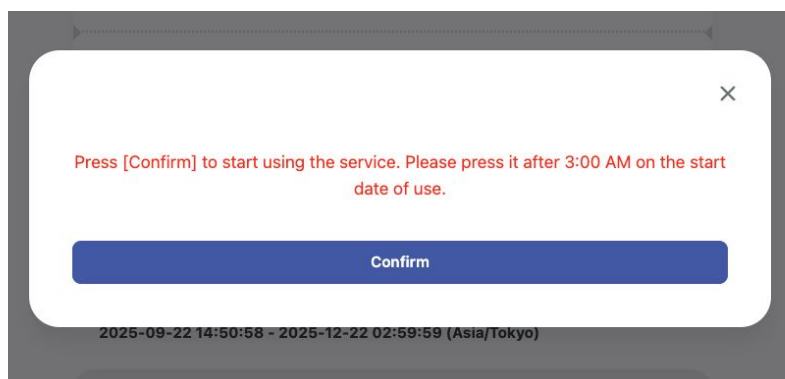 Press [Confirm] to start using the service. Please press it after 3:00 AM on the start
date of use.
Confirm
2025-09-22 14:50:58 - 2025-12-22 02:59:59 (Asia/Tokyo)